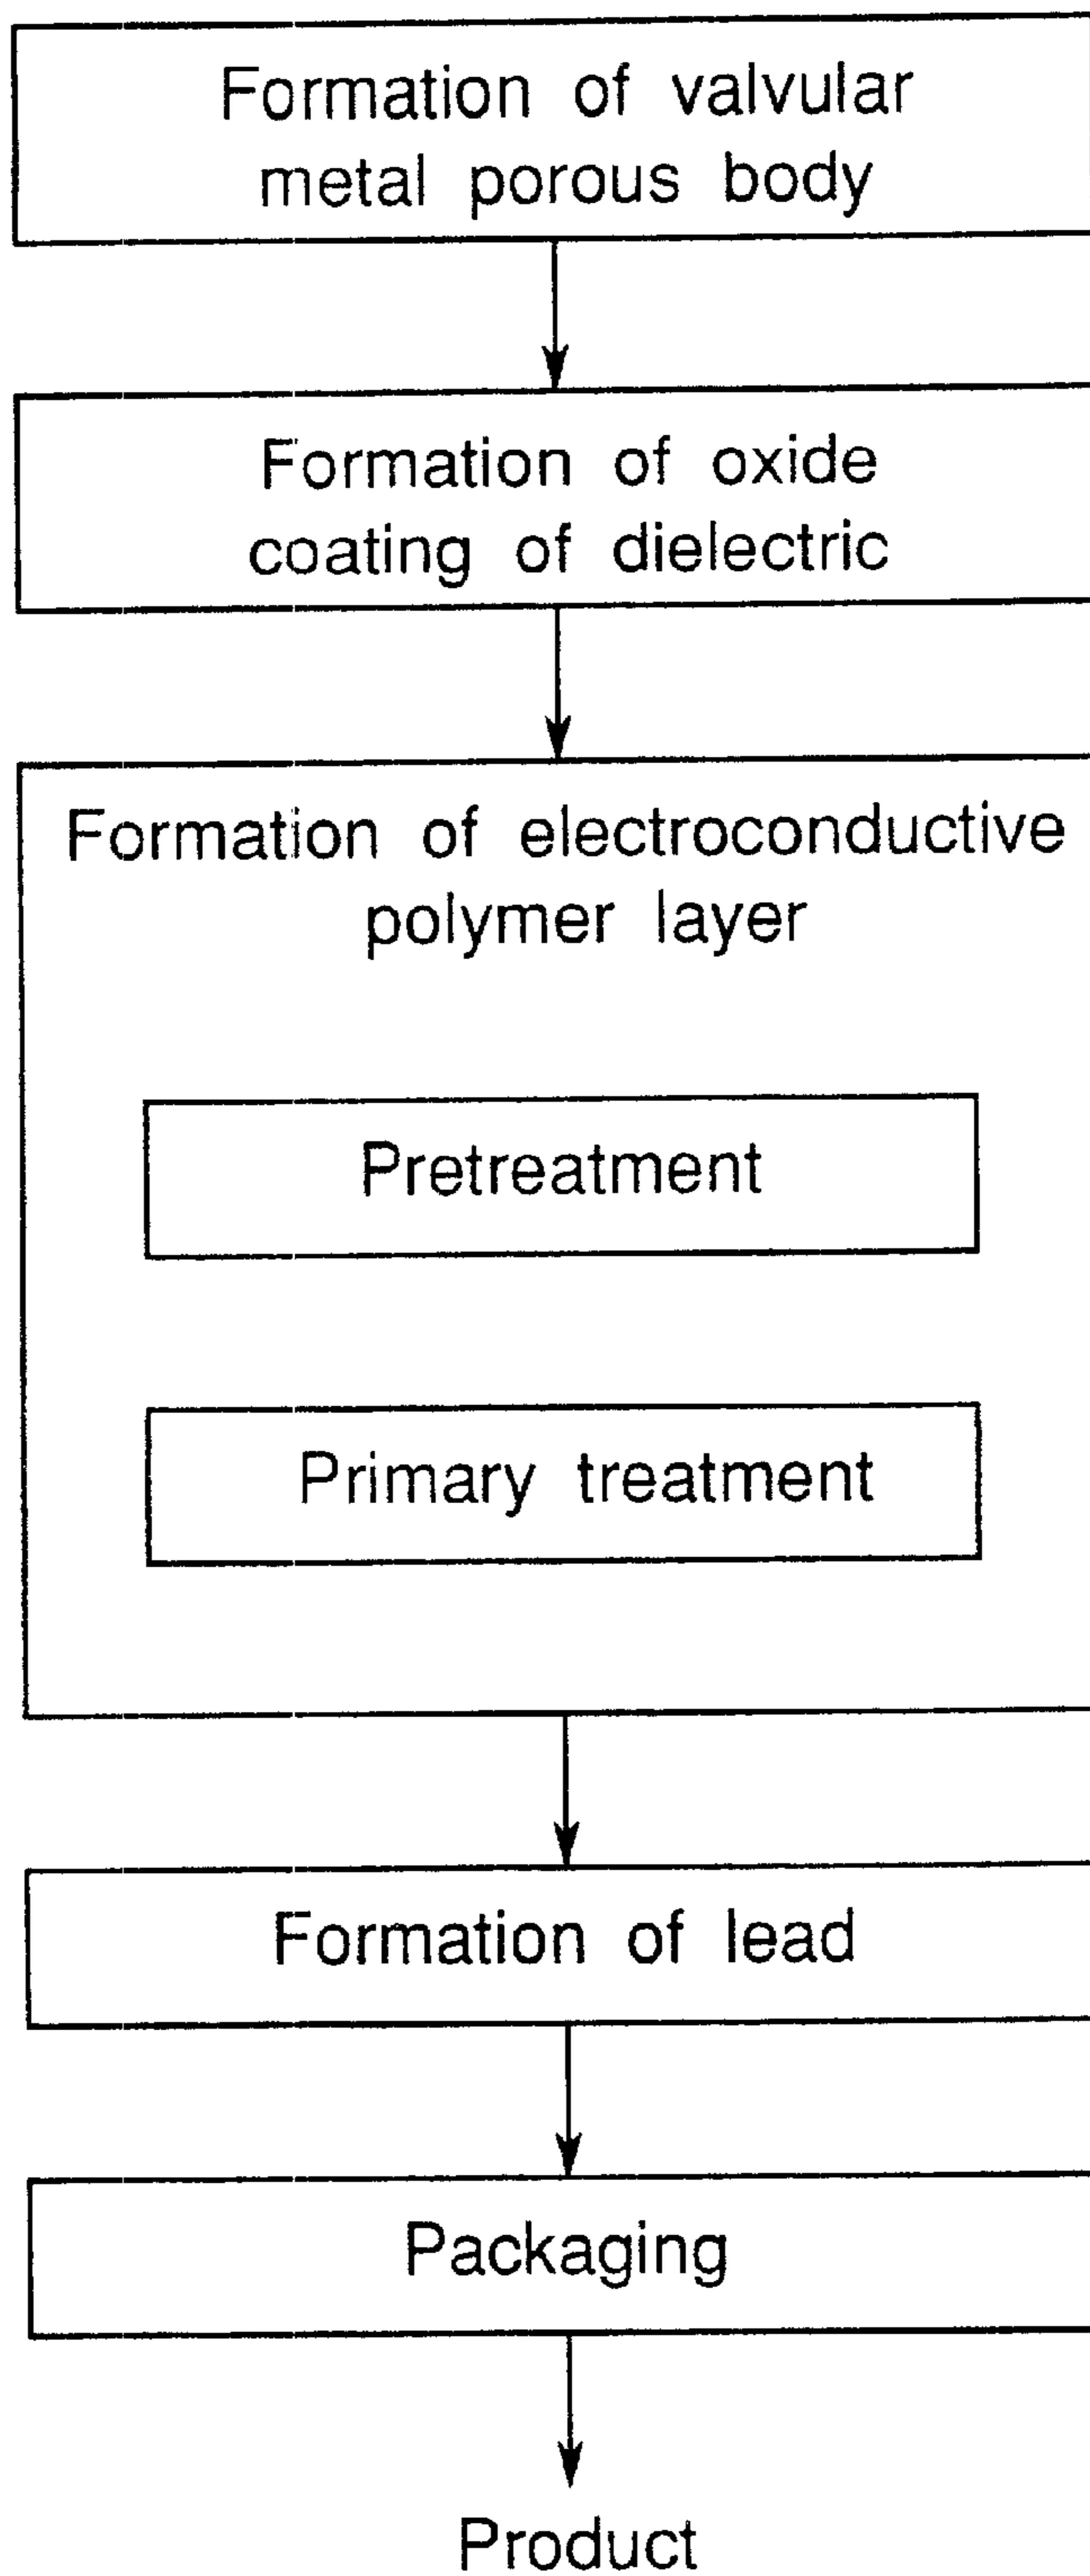 Formation of valvular
metal porous body
Formation of oxide
coating of dielectric
Formation of electroconductive
polymer layer
Pretreatment
Primary treatment
Formation of lead
Packaging
Product